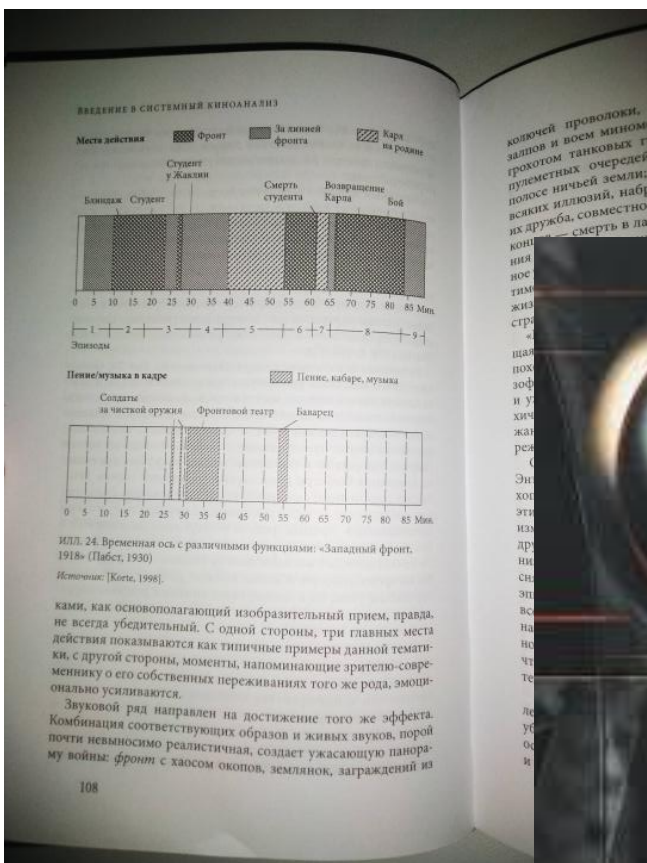 ВВЕДЕНИЕ В СИСТЕМНЫЙ КИНОАНАЛИЗ
Места действия Фронт За линией фронта Карл на родине
Блиндаж Студент Студент у Жаклин Смерть студента Возвращение Карла Бой
0 5 10 15 20 25 30 35 40 45 50 55 60 65 70 75 80 85 Мин.
1 2 3 4 5 6 7 8 9
Эпизоды
Пение/музыка в кадре Пение, кабаре, музыка
Солдаты
за чисткой оружия Фронтовой театр Баварец
0 5 10 15 20 25 30 35 40 45 50 55 60 65 70 75 80 85 Мин.
ИЛЛ. 24. Временная ось с различными функциями: «Западный фронт,
1918» (Пабст, 1930)
Источник: [Korte, 1998].
ками, как основополагающий изобразительный прием, правда,
не всегда убедительный. С одной стороны, три главных места
действия показываются как типичные примеры данной темати-
ки, с другой стороны, моменты, напоминающие зрителю-совре-
меннику о его собственных переживаниях того же рода, эмоци-
онально усиливаются.
Звуковой ряд направлен на достижение того же эффекта.
Комбинация соответствующих образов и живых звуков, порой
почти невыносимо реалистичная, создает ужасающую панора-
му войны: фронт с хаосом окопов, землянок, заграждений из
108
колючей проволоки,
залпов и воем миномe
грохотом танковых г
пулеметных очередей
полосе ничьей земли;
всяких иллюзий, набр
их дружба, совместно
конце — смерть в ла